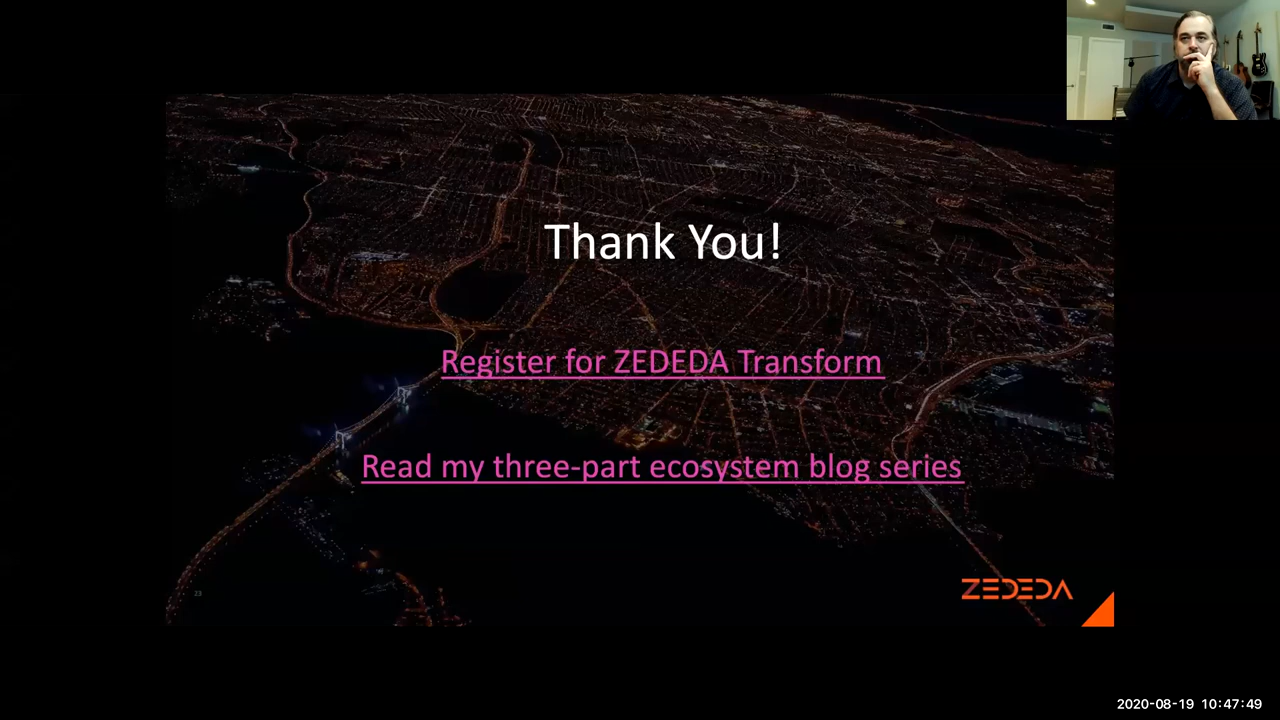 Thank You!
Register for ZEDEDA Transform
Read my three-part ecosystem blog series
23
ZEDEDA
2020-08-19 10:47:49